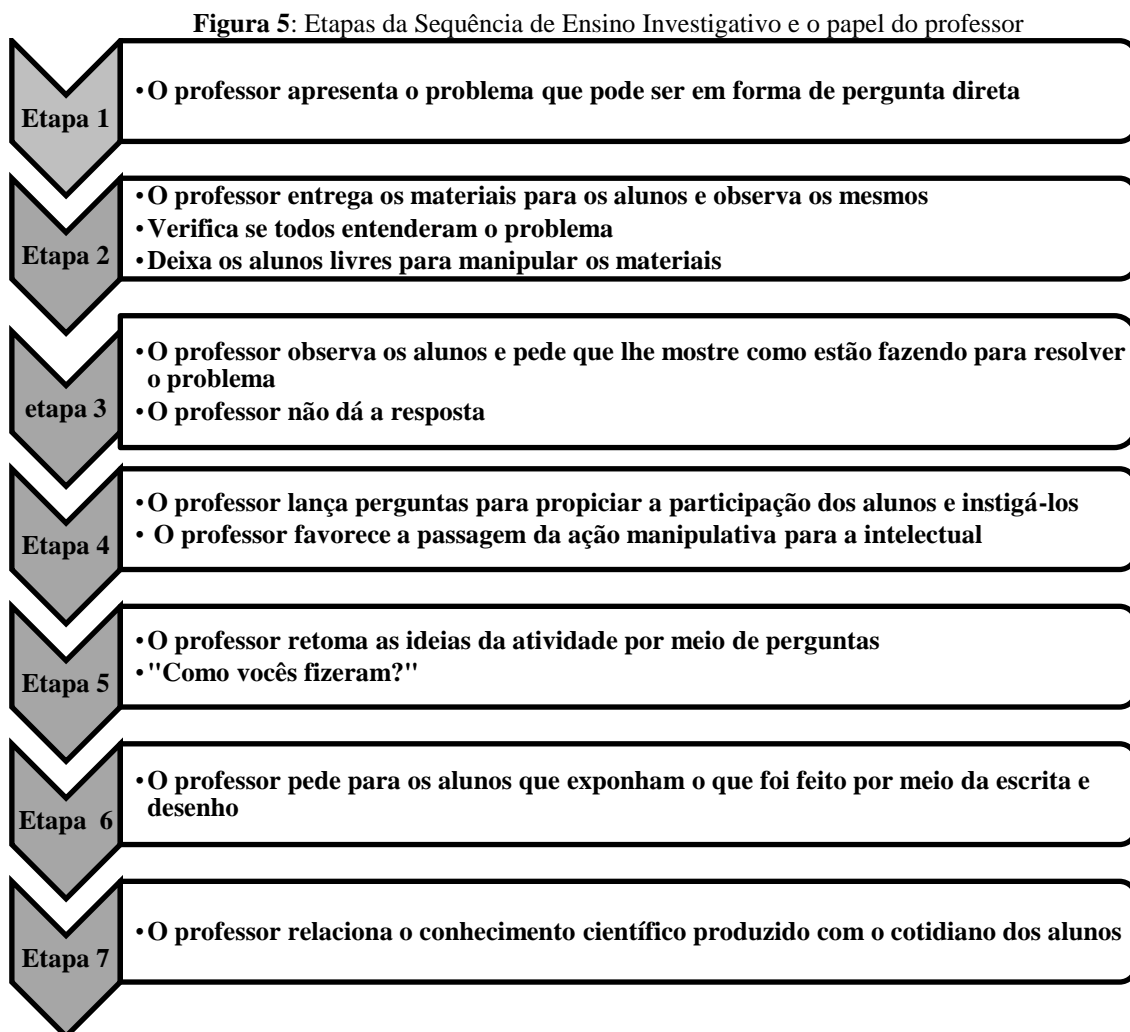 Figura 5: Etapas da Sequência de Ensino Investigativo e o papel do professor
Etapa 1
•O professor apresenta o problema que pode ser em forma de pergunta direta
Etapa 2
•O professor entrega os materiais para os alunos e observa os mesmos
•Verifica se todos entenderam o problema
•Deixa os alunos livres para manipular os materiais
etapa 3
•O professor observa os alunos e pede que lhe mostre como estão fazendo para resolver
o problema
•O professor não dá a resposta
Etapa 4
•O professor lança perguntas para propiciar a participação dos alunos e instigá-los
• O professor favorece a passagem da ação manipulativa para a intelectual
Etapa 5
•O professor retoma as ideias da atividade por meio de perguntas
•"Como vocês fizeram?"
Etapa 6
•O professor pede para os alunos que exponham o que foi feito por meio da escrita e
desenho
Etapa 7
•O professor relaciona o conhecimento científico produzido com o cotidiano dos alunos